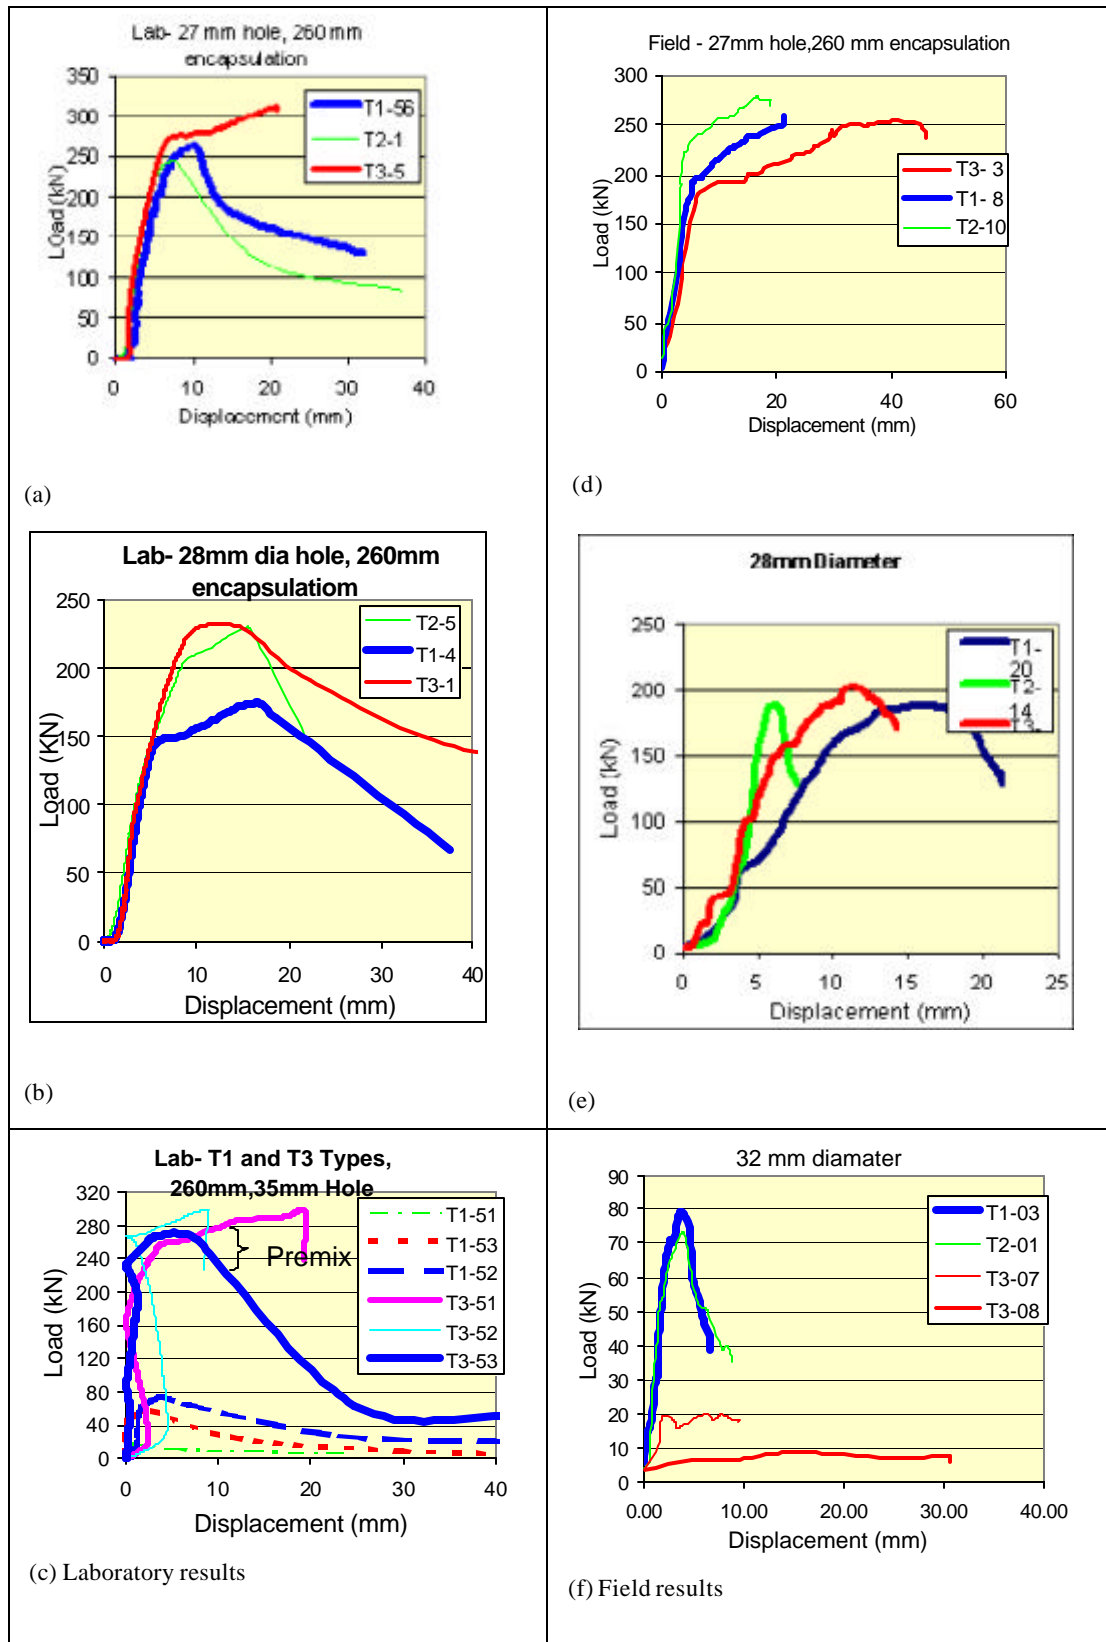 Lab- 27 mm hole, 260 mm
encapsulation
350
300
250
200
150
100
50
0
Load (kN)
T1-56
T2-1
T3-5
0 10 20 30 40
Displacement (mm)
(a)
Field - 27mm hole,260 mm encapsulation
300
250
200
150
100
50
0
Load (kN)
T3- 3
T1- 8
T2-10
0 20 40 60
Displacement (mm)
(d)
Lab- 28mm dia hole, 260mm
encapsulatiom
250
200
150
100
50
0
Load (KN)
T2-5
T1-4
T3-1
0 10 20 30 40
Displacement (mm)
(b)
28mm Diameter
250
200
150
100
50
0
Load (kN)
T1-
20
T2-
14
T3-
0 5 10 15 20 25
Displacement (mm)
(e)
Lab- T1 and T3 Types,
260mm,35mm Hole
320
280
240
200
160
120
80
40
0
Load (kN)
Premix
T1-51
T1-53
T1-52
T3-51
T3-52
T3-53
0 10 20 30 40
Displacement (mm)
(c) Laboratory results
32 mm diamater
90
80
70
60
50
40
30
20
10
0
Load (kN)
T1-03
T2-01
T3-07
T3-08
0.00 10.00 20.00 30.00 40.00
Displacement (mm)
(f) Field results